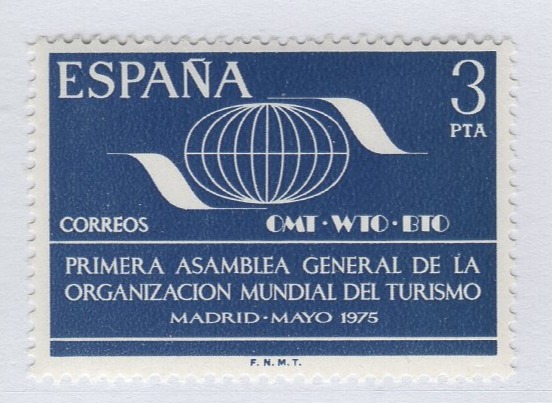 ESPAÑA
3
PTA
CORREOS
OMT·WTO·BTO
PRIMERA ASAMBLEA GENERAL DE LA
ORGANIZACION MUNDIAL DEL TURISMO
MADRID·MAYO 1975
F.N.M.T.